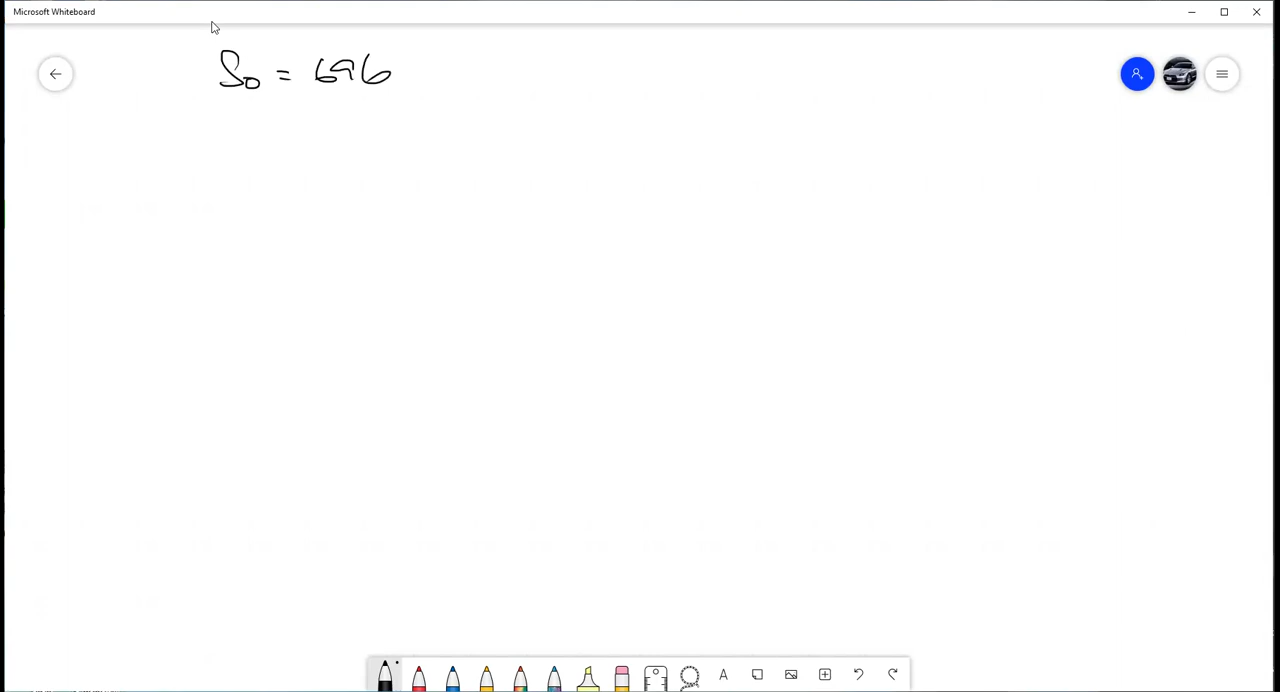 Microsoft Whiteboard
S₀ = 696
A